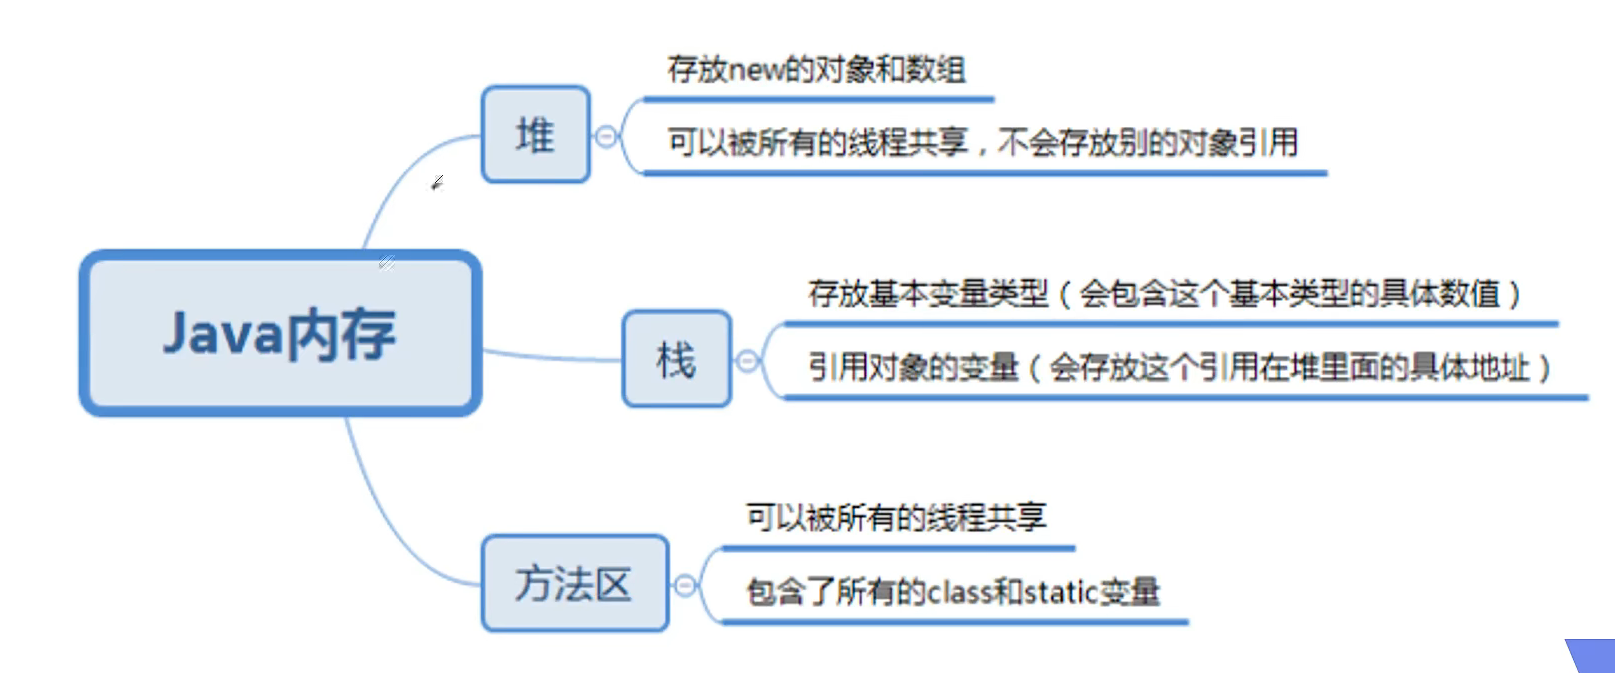 存放new的对象和数组
堆
可以被所有的线程共享，不会存放别的对象引用
Java内存
存放基本变量类型（会包含这个基本类型的具体数值）
栈
引用对象的变量（会存放这个引用在堆里面的具体地址）
可以被所有的线程共享
方法区
包含了所有的class和static变量